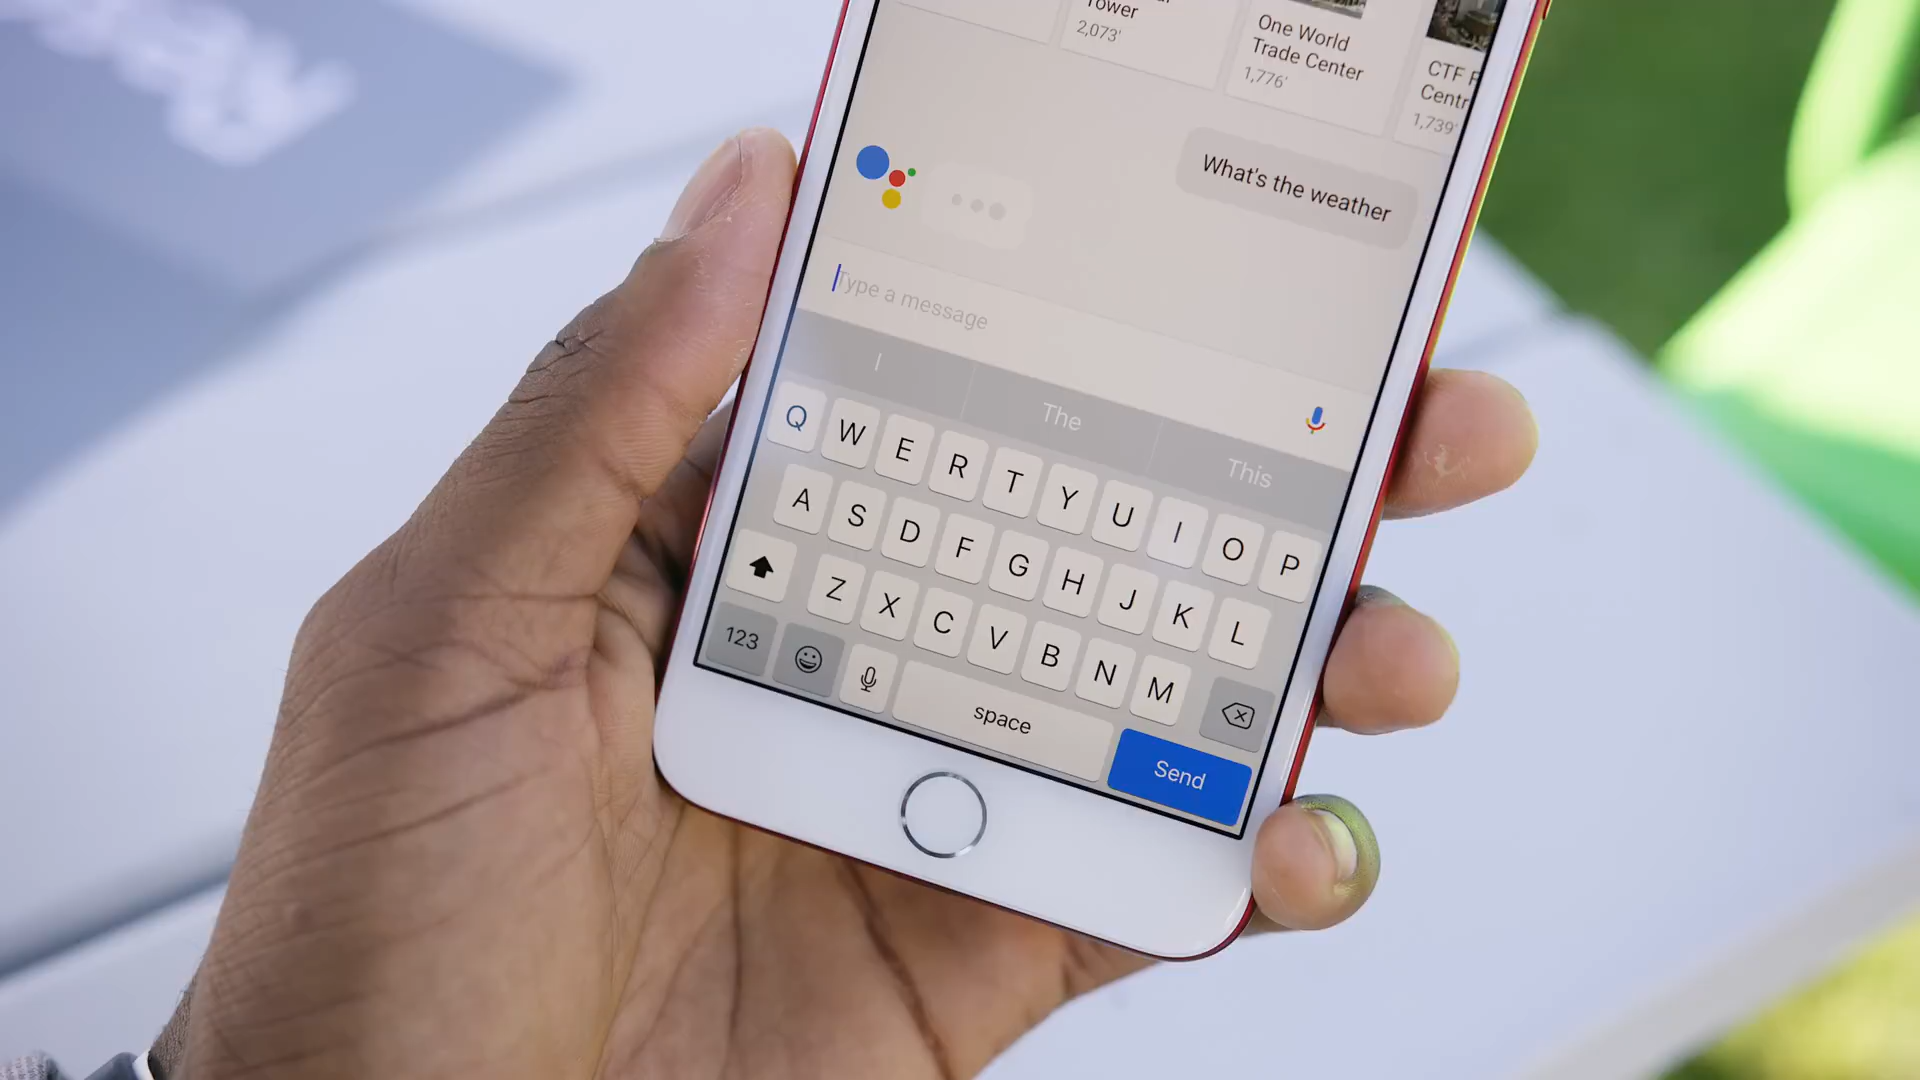 Tower
2,073'
One World
Trade Center
1,776'
CTF F
Centr
1,739'
What's the weather
Type a message
I
The
This
Q W E R T Y U I O P
A S D F G H J K L
Z X C V B N M
123
space
Send